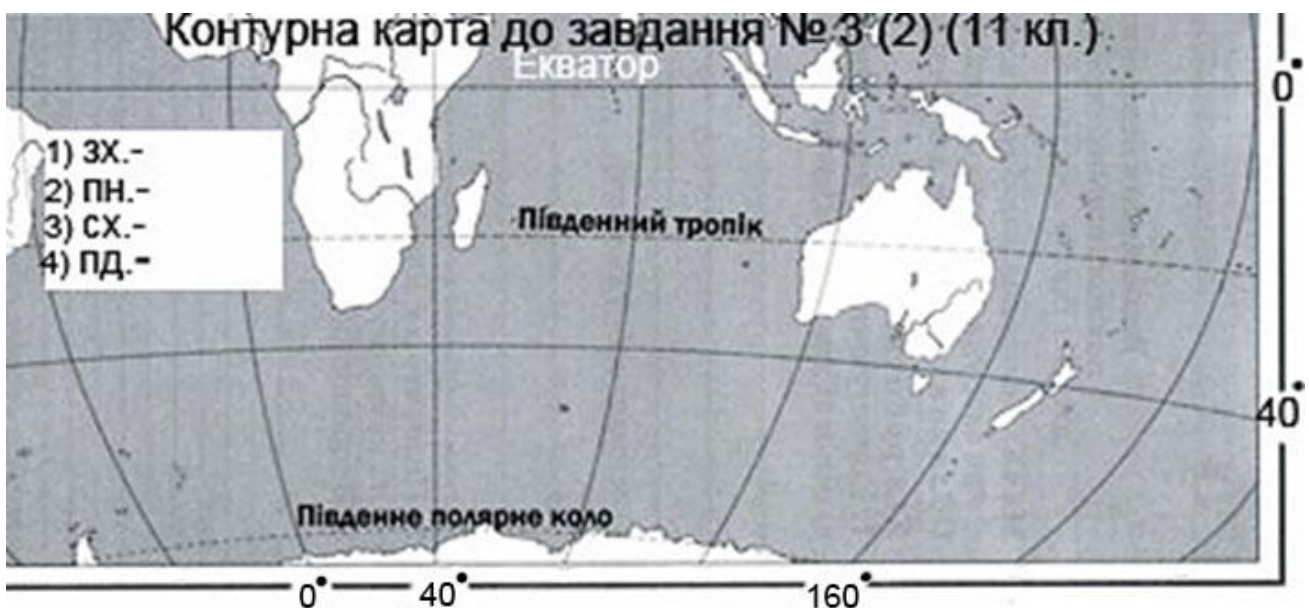 Контурна карта до завдання № 3 (2) (11 кл.)
Екватор
0°
1) ЗХ.-
2) ПН.-
3) СХ.-
4) ПД.-
Південний тропік
40°
Південне полярне коло
0° 40° 160°